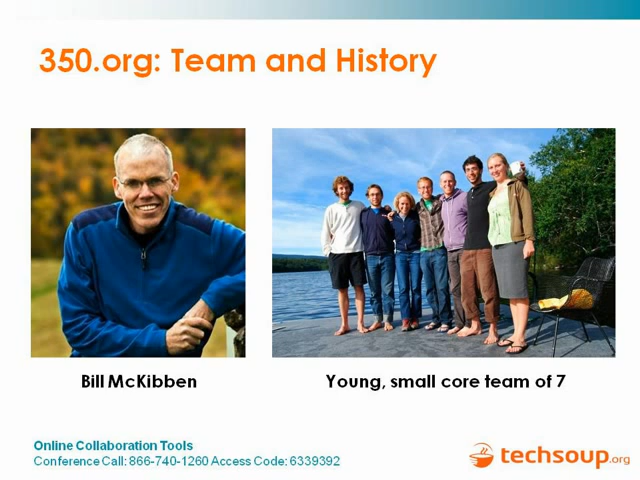 350.org: Team and History
Bill McKibben
Young, small core team of 7
Online Collaboration Tools
Conference Call: 866-740-1260 Access Code: 6339392
techsoup.org